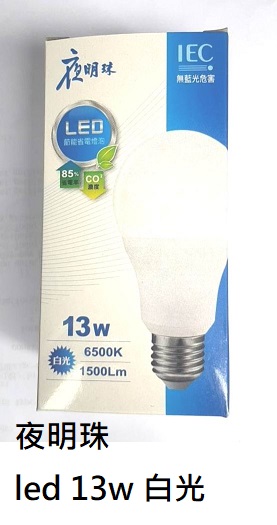 夜明珠
IEC
無藍光危害
LED
節能省電燈泡
85%
省電率
CO²
減碳
13w
白光
6500K
1500Lm
夜明珠
led 13w 白光